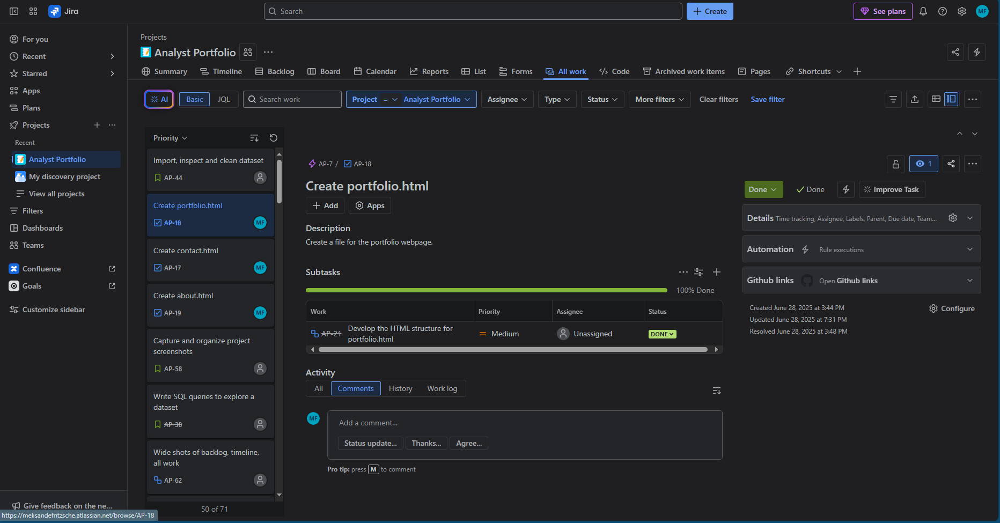 Jira
Search
Create
See plans
MF
For you
Recent
Starred
Apps
Plans
Projects
Recent
Analyst Portfolio
My discovery project
View all projects
Filters
Dashboards
Teams
Confluence
Goals
Customize sidebar
Give feedback on the ne...
https://melisandefritzsche.atlassian.net/browse/AP-18
Projects
Analyst Portfolio
Summary
Timeline
Backlog
Board
Calendar
Reports
List
Forms
All work
Code
Archived work items
Pages
Shortcuts
AI
Basic
JQL
Search work
Project = Analyst Portfolio
Assignee
Type
Status
More filters
Clear filters
Save filter
Priority
Import, inspect and clean dataset
AP-44
Create portfolio.html
AP-18
MF
Create contact.html
AP-17
MF
Create about.html
AP-19
MF
Capture and organize project
screenshots
AP-58
Write SQL queries to explore a
dataset
AP-38
Wide shots of backlog, timeline,
all work
AP-62
50 of 71
AP-7 / AP-18
Create portfolio.html
Add
Apps
Description
Create a file for the portfolio webpage.
Subtasks
100% Done
Work
Priority
Assignee
Status
AP-21
Develop the HTML structure for
portfolio.html
Medium
Unassigned
DONE
Activity
All
Comments
History
Work log
MF
Add a comment...
Status update...
Thanks...
Agree...
Pro tip: press M to comment
1
Done
Done
Improve Task
Details Time tracking, Assignee, Labels, Parent, Due date, Team...
Automation
Rule executions
Github links
Open Github links
Created June 28, 2025 at 3:44 PM
Configure
Updated June 28, 2025 at 7:31 PM
Resolved June 28, 2025 at 3:48 PM